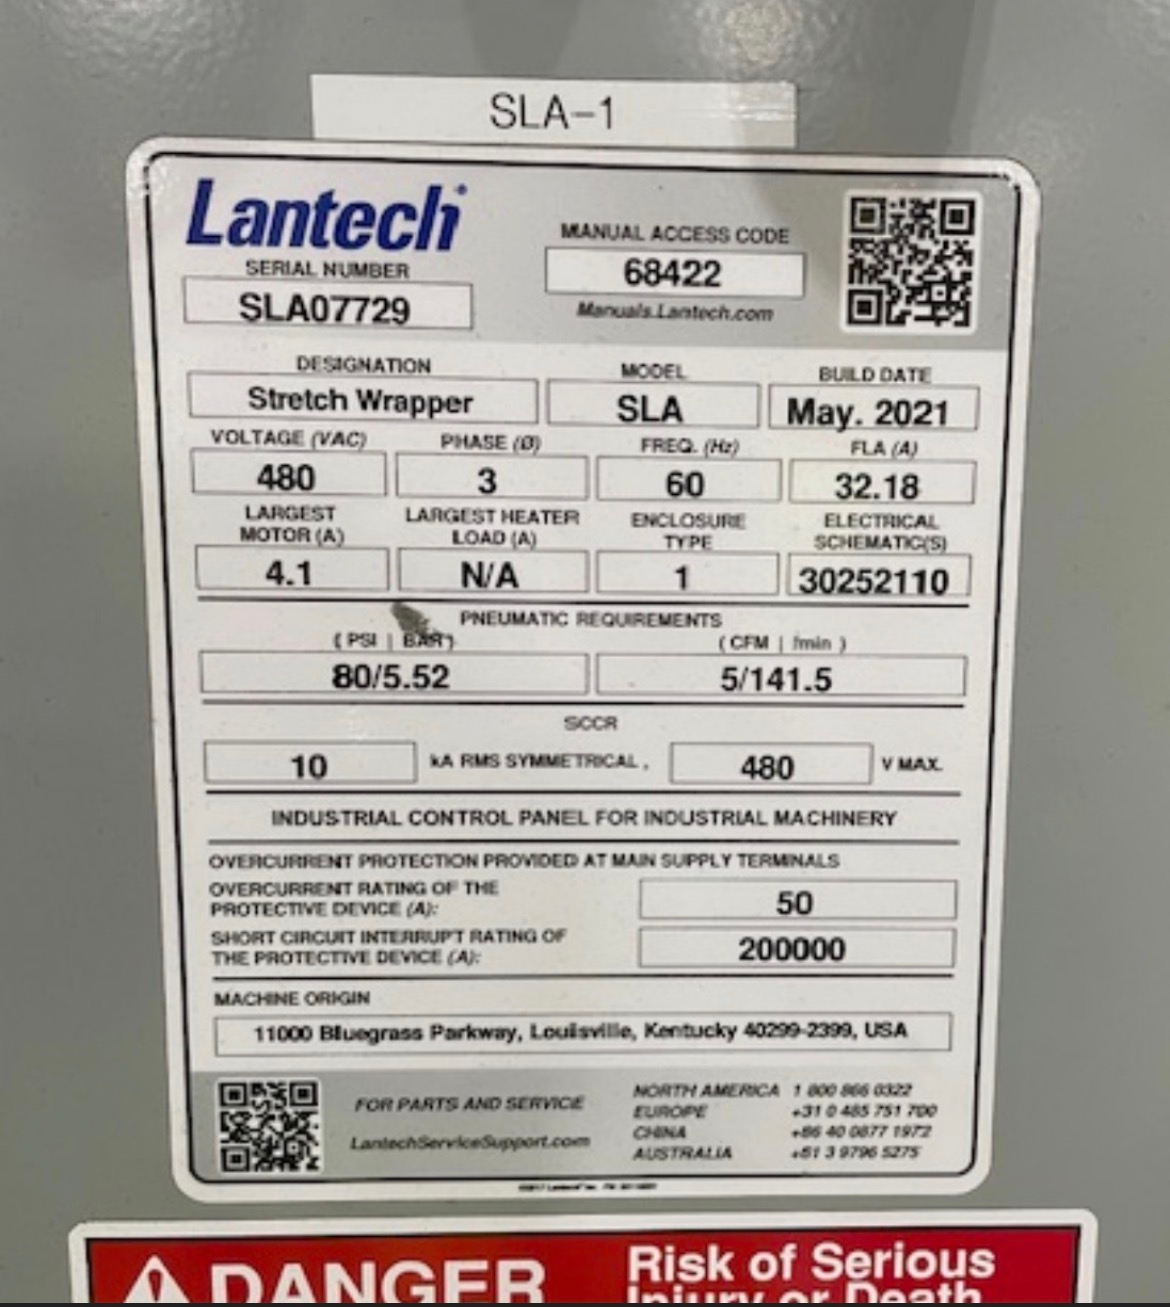 SLA-1
Lantech®
MANUAL ACCESS CODE
68422
Manuals.Lantech.com
SERIAL NUMBER
SLA07729
DESIGNATION MODEL BUILD DATE
Stretch Wrapper SLA May. 2021
VOLTAGE (VAC) PHASE (Ø) FREQ. (Hz) FLA (A)
480 3 60 32.18
LARGEST MOTOR (A) LARGEST HEATER LOAD (A) ENCLOSURE TYPE ELECTRICAL SCHEMATIC(S)
4.1 N/A 1 30252110
PNEUMATIC REQUIREMENTS
( PSI | BAR ) ( CFM | l/min )
80/5.52 5/141.5
SCCR
10 kA RMS SYMMETRICAL, 480 V MAX.
INDUSTRIAL CONTROL PANEL FOR INDUSTRIAL MACHINERY
OVERCURRENT PROTECTION PROVIDED AT MAIN SUPPLY TERMINALS
OVERCURRENT RATING OF THE
PROTECTIVE DEVICE (A): 50
SHORT CIRCUIT INTERRUPT RATING OF
THE PROTECTIVE DEVICE (A): 200000
MACHINE ORIGIN
11000 Bluegrass Parkway, Louisville, Kentucky 40299-2399, USA
FOR PARTS AND SERVICE
LantechServiceSupport.com
NORTH AMERICA 1 800 866 0322
EUROPE +31 0 485 751 700
CHINA +86 40 0877 1972
AUSTRALIA +61 3 9796 5275
DANGER
Risk of Serious
Injury or Death